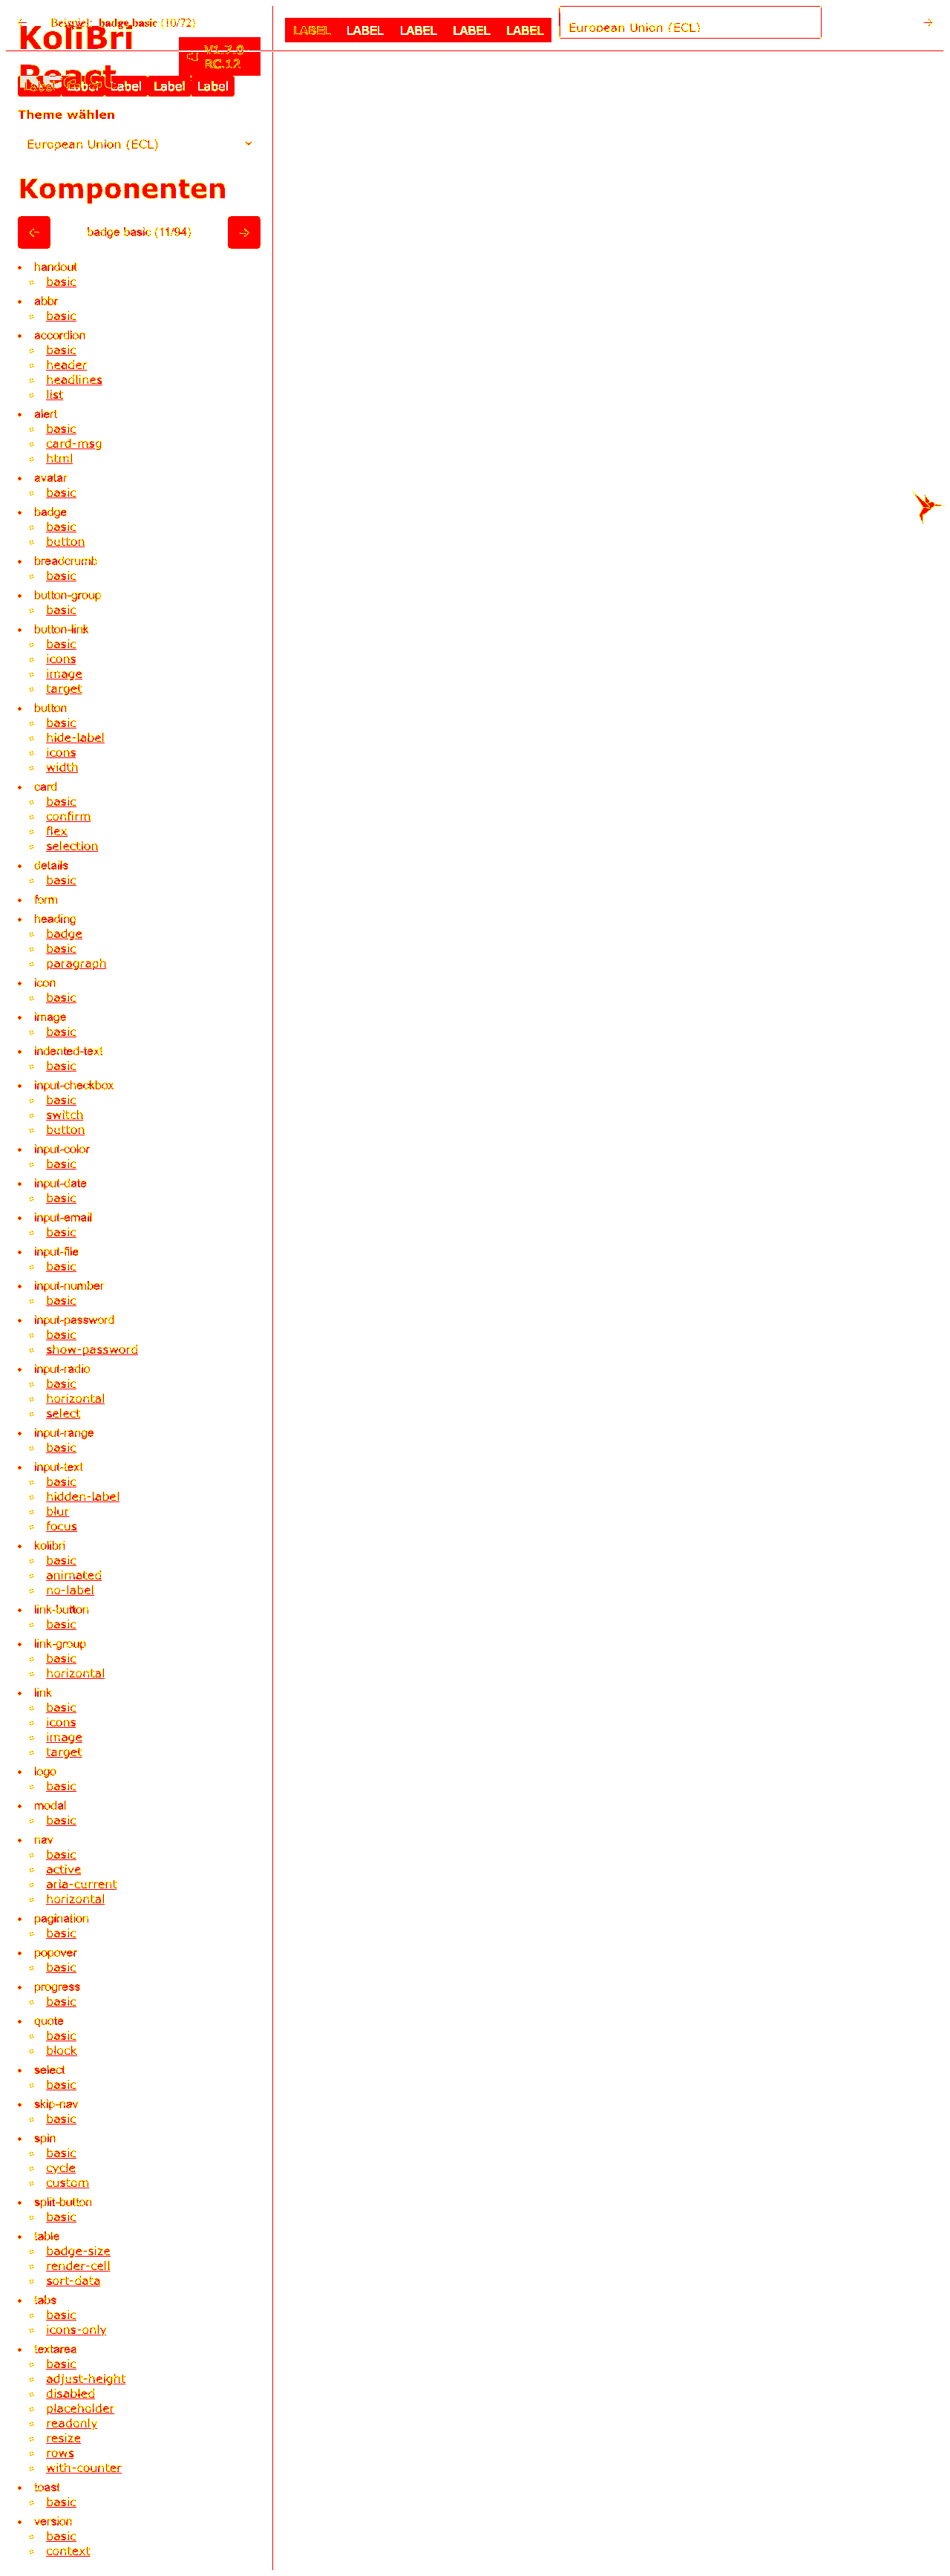 Beispiel: badge basic (10/72)
LABEL LABEL LABEL LABEL LABEL
European Union (ECL)
KoliBri
React
V1.7.0
RC.12
Label Label Label Label Label
Theme wählen
European Union (ECL)
Komponenten
badge basic (11/94)
handout
basic
abbr
basic
accordion
basic
header
headlines
list
alert
basic
card-msg
html
avatar
basic
badge
basic
button
breadcrumb
basic
button-group
basic
button-link
basic
icons
image
target
button
basic
hide-label
icons
width
card
basic
confirm
flex
selection
details
basic
form
heading
badge
basic
paragraph
icon
basic
image
basic
indented-text
basic
input-checkbox
basic
switch
button
input-color
basic
input-date
basic
input-email
basic
input-file
basic
input-number
basic
input-password
basic
show-password
input-radio
basic
horizontal
select
input-range
basic
input-text
basic
hidden-label
blur
focus
kolibri
basic
animated
no-label
link-button
basic
link-group
basic
horizontal
link
basic
icons
image
target
logo
basic
modal
basic
nav
basic
active
aria-current
horizontal
pagination
basic
popover
basic
progress
basic
quote
basic
block
select
basic
skip-nav
basic
spin
basic
cycle
custom
split-button
basic
table
badge-size
render-cell
sort-data
tabs
basic
icons-only
textarea
basic
adjust-height
disabled
placeholder
readonly
resize
rows
with-counter
toast
basic
version
basic
context